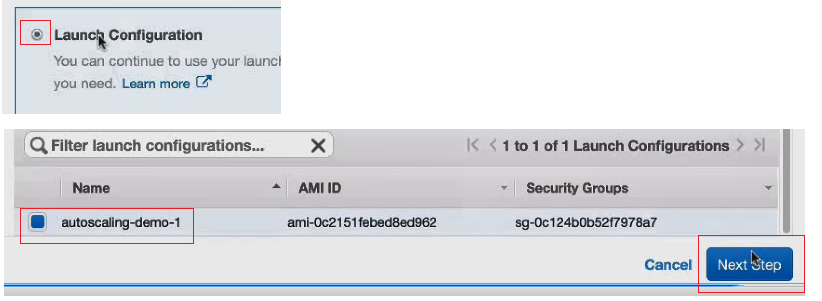 Launch Configuration
You can continue to use your launch
you need. Learn more
Filter launch configurations...
1 to 1 of 1 Launch Configurations
Name AMI ID Security Groups
autoscaling-demo-1 ami-0c2151febed8ed962 sg-0c124b0b52f7978a7
Cancel Next Step